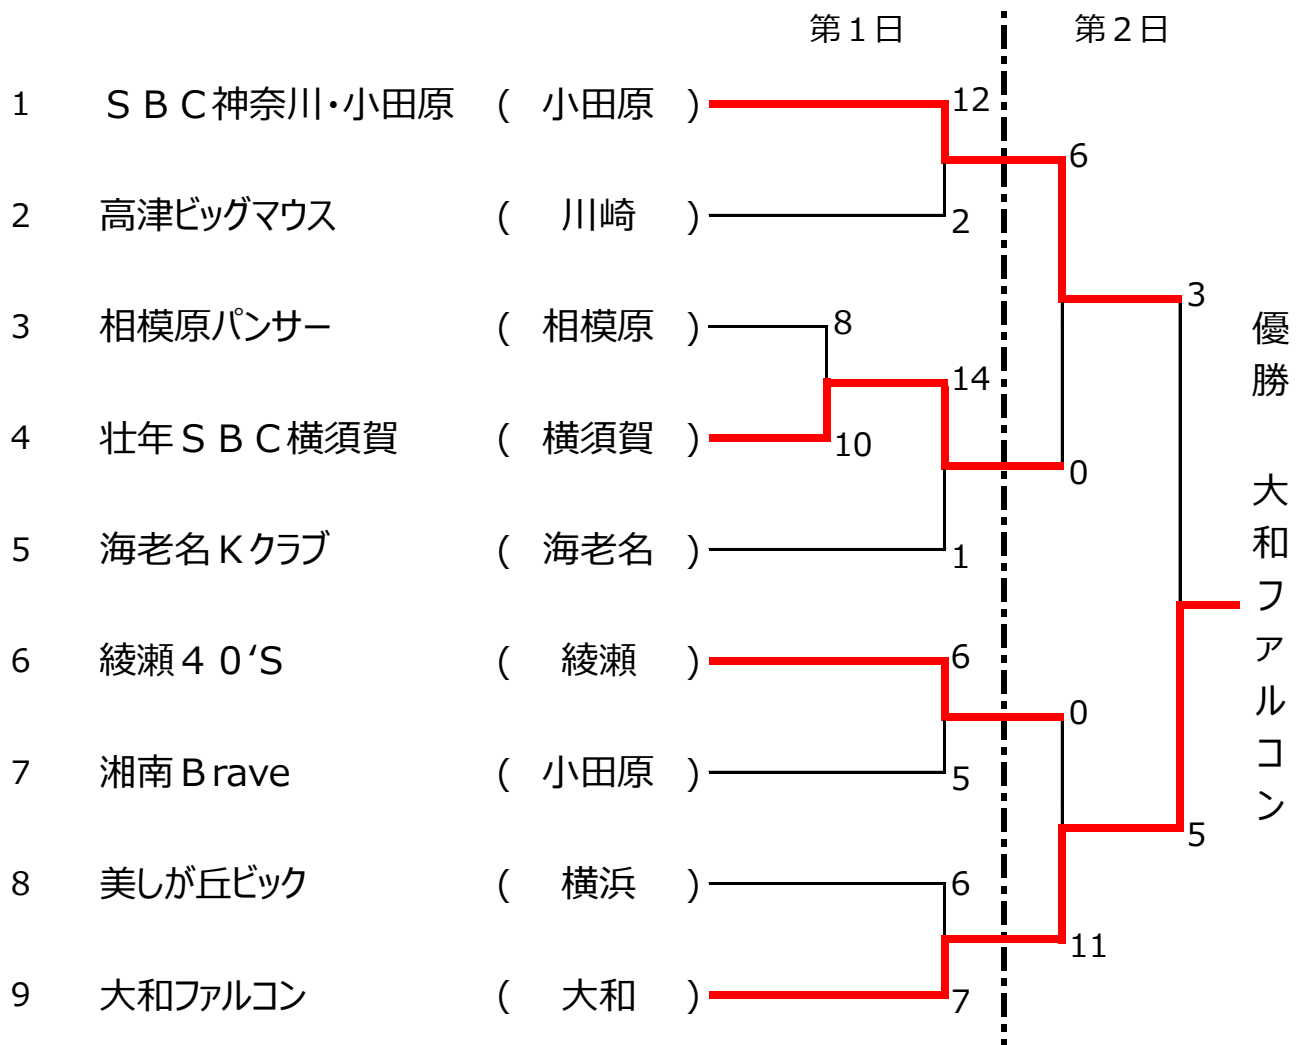 第１日 第２日
1 ＳＢＣ神奈川・小田原 ( 小田原 ) 12
6
2 高津ビッグマウス ( 川崎 ) 2
3
3 相模原パンサー ( 相模原 ) 8
14
4 壮年ＳＢＣ横須賀 ( 横須賀 ) 10
0
5 海老名Ｋクラブ ( 海老名 ) 1
6 綾瀬４０‘S ( 綾瀬 ) 6
0
7 湘南Ｂrave ( 小田原 ) 5
5
8 美しが丘ビック ( 横浜 ) 6
11
9 大和ファルコン ( 大和 ) 7
優勝 大和ファルコン